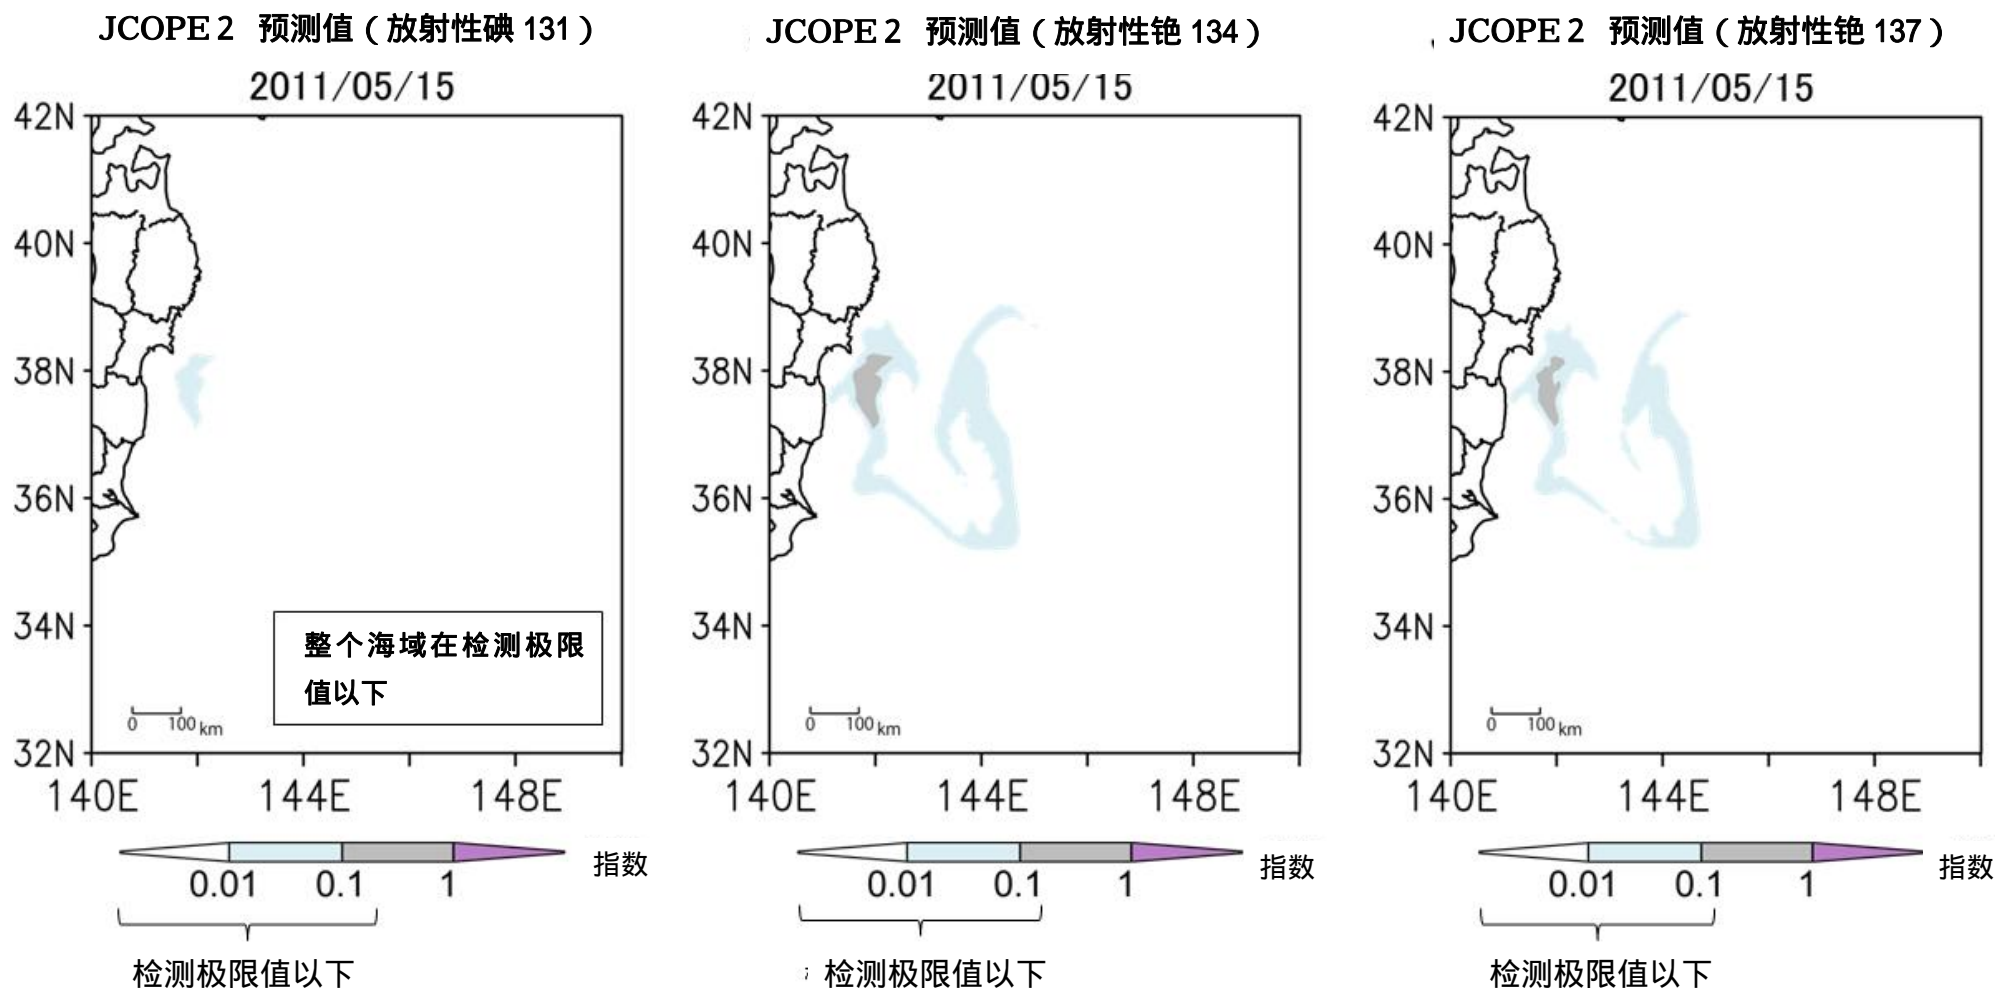 JCOPE 2 预测值（放射性碘 131）
2011/05/15
42N
40N
38N
36N
34N
32N
140E 144E 148E
整个海域在检测极限
值以下
0 100 km
0.01 0.1 1
指数
检测极限值以下
JCOPE 2 预测值（放射性铯 134）
2011/05/15
42N
40N
38N
36N
34N
32N
140E 144E 148E
0 100 km
0.01 0.1 1
指数
检测极限值以下
JCOPE 2 预测值（放射性铯 137）
2011/05/15
42N
40N
38N
36N
34N
32N
140E 144E 148E
0 100 km
0.01 0.1 1
指数
检测极限值以下